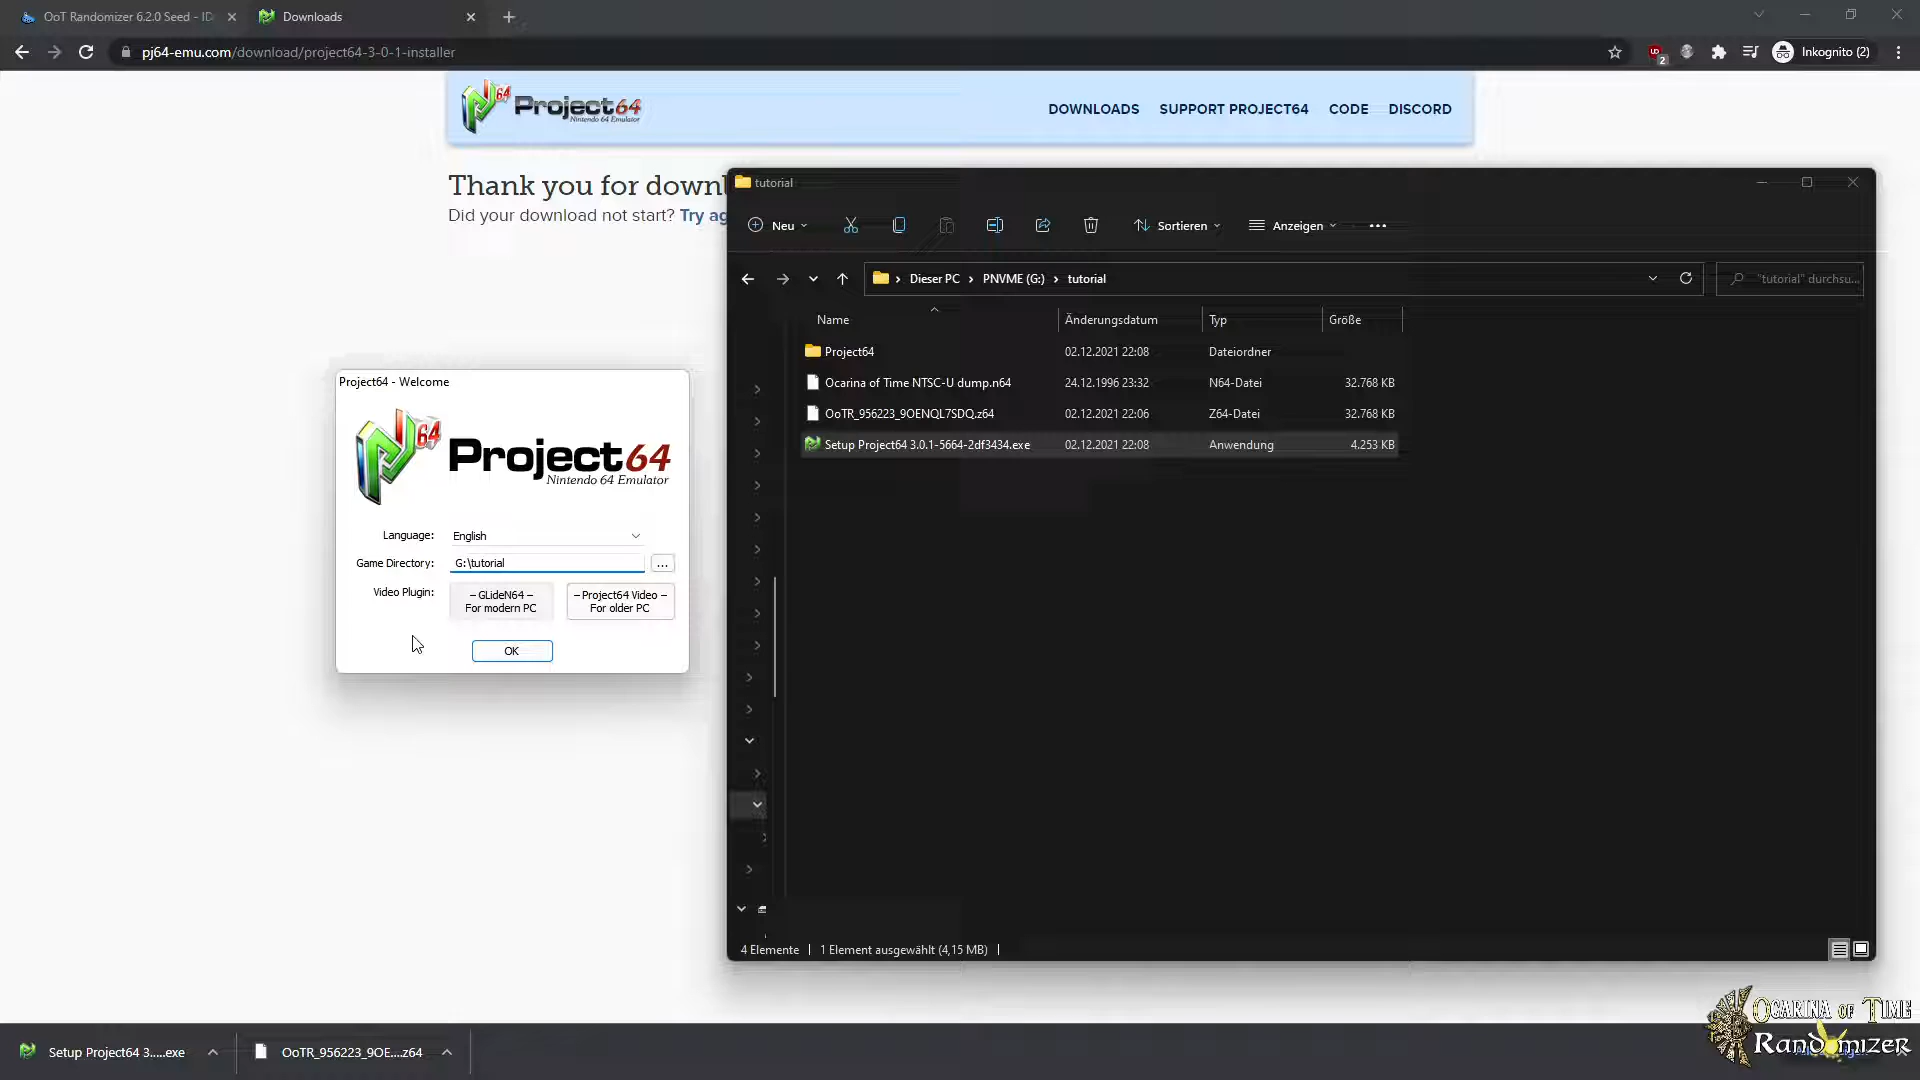 OoT Randomizer 6.2.0 Seed - ID
Downloads
pj64-emu.com/download/project64-3-0-1-installer
2
Inkognito (2)
64
Project64
Nintendo 64 Emulator
DOWNLOADS
SUPPORT PROJECT64
CODE
DISCORD
Thank you for downl
Did your download not start? Try ag
tutorial
Neu
Sortieren
Anzeigen
Dieser PC
PNVME (G:)
tutorial
"tutorial" durchsu...
Name
Änderungsdatum
Typ
Größe
Project64
02.12.2021 22:08
Dateiordner
Ocarina of Time NTSC-U dump.n64
24.12.1996 23:32
N64-Datei
32.768 KB
OoTR_956223_9OENQL7SDQ.z64
02.12.2021 22:06
Z64-Datei
32.768 KB
Setup Project64 3.0.1-5664-2df3434.exe
02.12.2021 22:08
Anwendung
4.253 KB
4 Elemente
1 Element ausgewählt (4,15 MB)
Project64 - Welcome
64
Project64
Nintendo 64 Emulator
Language:
English
Game Directory:
G:\tutorial
...
Video Plugin:
– GLideN64 –
For modern PC
– Project64 Video –
For older PC
OK
Setup Project64 3.....exe
OoTR_956223_9OE....z64
Ocarina of Time
Randomizer